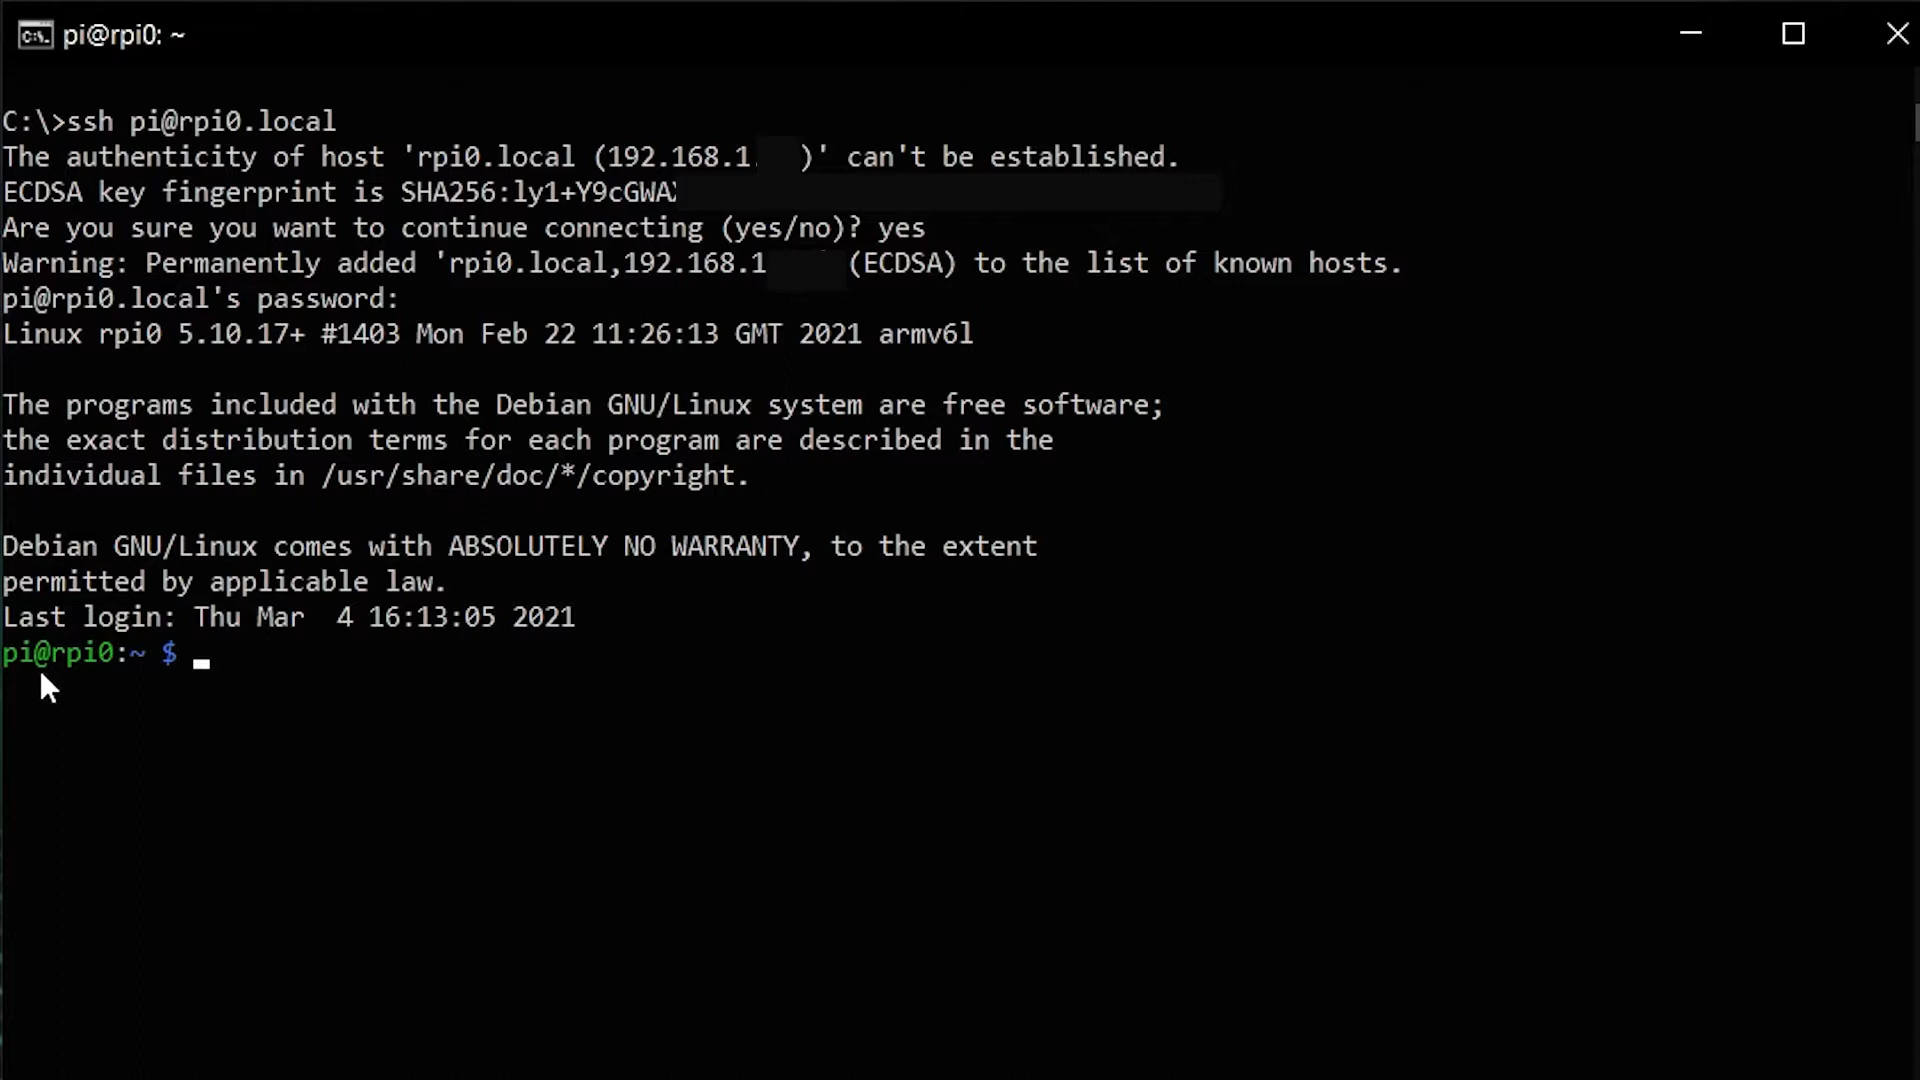 pi@rpi0: ~
C:\>ssh pi@rpi0.local
The authenticity of host 'rpi0.local (192.168.1. )' can't be established.
ECDSA key fingerprint is SHA256:ly1+Y9cGWA
Are you sure you want to continue connecting (yes/no)? yes
Warning: Permanently added 'rpi0.local,192.168.1 (ECDSA) to the list of known hosts.
pi@rpi0.local's password:
Linux rpi0 5.10.17+ #1403 Mon Feb 22 11:26:13 GMT 2021 armv6l
The programs included with the Debian GNU/Linux system are free software;
the exact distribution terms for each program are described in the
individual files in /usr/share/doc/*/copyright.
Debian GNU/Linux comes with ABSOLUTELY NO WARRANTY, to the extent
permitted by applicable law.
Last login: Thu Mar  4 16:13:05 2021
pi@rpi0:~ $